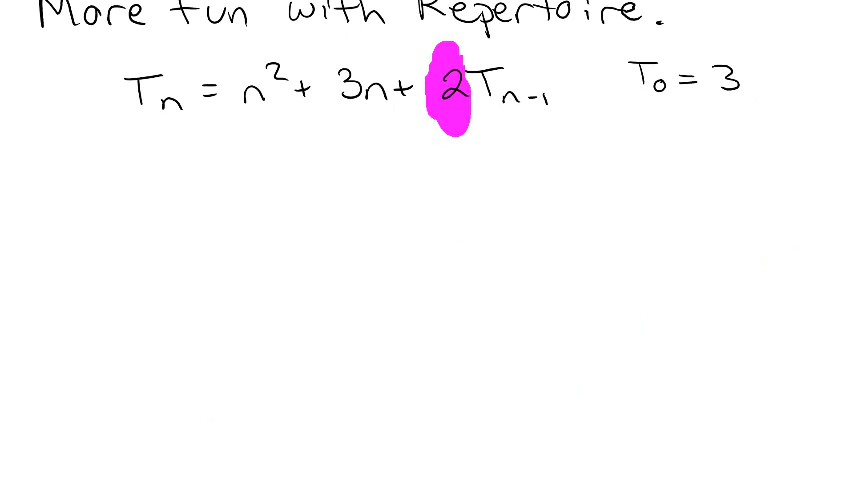 More fun with Repertoire.
Tₙ = n² + 3n + 2Tₙ₋₁ T₀ = 3